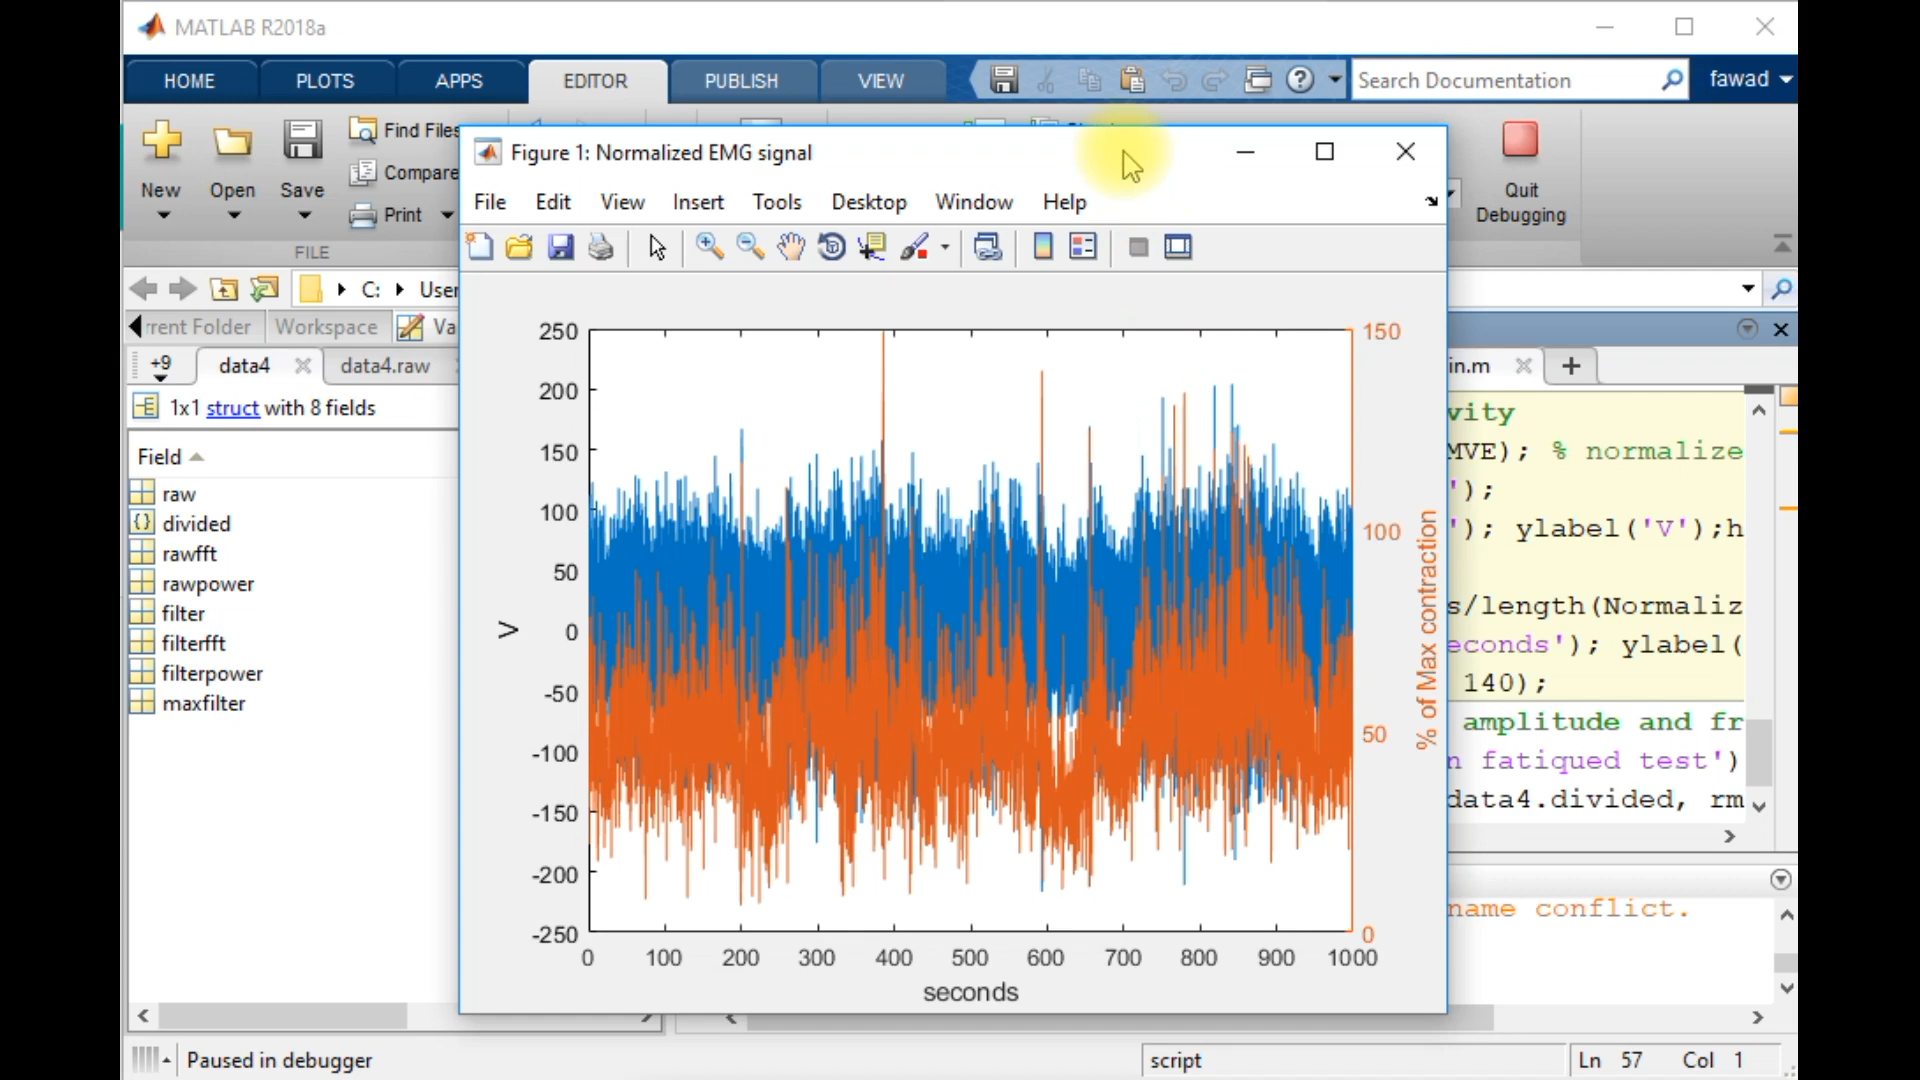 MATLAB R2018a
HOME PLOTS APPS EDITOR PUBLISH VIEW Search Documentation fawad
New Open Save Find Files Compare Print
FILE
Quit Debugging
Figure 1: Normalized EMG signal
File Edit View Insert Tools Desktop Window Help
C: User
rrent Folder Workspace Va
+9 data4 data4.raw
1x1 struct with 8 fields
Field
raw
divided
rawfft
rawpower
filter
filterfft
filterpower
maxfilter
250
200
150
100
50
0
-50
-100
-150
-200
-250
V
150
100
50
0
% of Max contraction
0 100 200 300 400 500 600 700 800 900 1000
seconds
in.m
vity
MVE); % normalize
');
'); ylabel('V');h
s/length(Normaliz
econds'); ylabel(
140);
amplitude and fr
n fatiqued test')
data4.divided, rm
name conflict.
Paused in debugger script Ln 57 Col 1